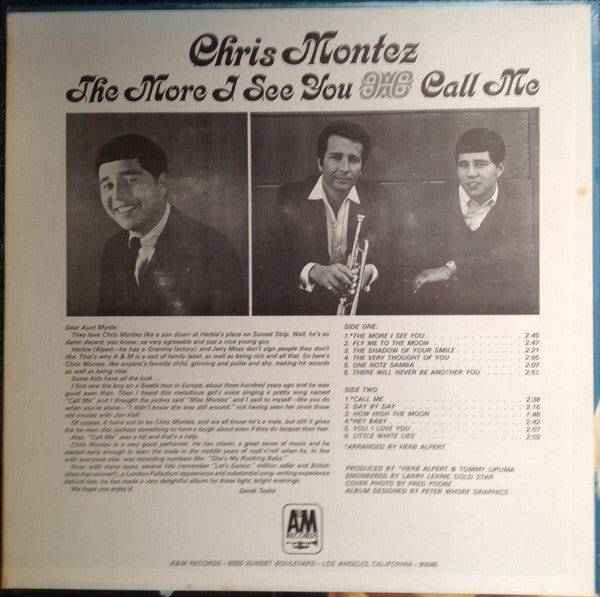 Chris Montez
The More I See You Call Me
Dear Aunt Myrtle:
They love Chris Montez like a son down at Herbie's place on Sunset Strip. Well, he's so
damn decent, you know; so very agreeable and just a nice young guy.
Herbie (Alpert—he has a Grammy factory) and Jerry Moss don't sign people they don't
like. That's why A & M is a sort of family label, as well as being rich and all that. So here's
Chris Montez, like anyone's favorite child, grinning and polite and shy, making hit records
as well as being nice.
Some kids have all the luck . .
I first saw the boy on a Beatle tour in Europe, about three hundred years ago and he was
good even then. Then I heard this melodious girl's voice singing a pretty song named
"Call Me" and I thought the jockey said "Miss Montez" and I said to myself—like you do
when you're alone—"I didn't know she was still around," not having seen her since those
old movies with Jon Hall.
Of course, it turns out to be Chris Montez, and we all know he's a male, but still it gives
the he-men disc jockeys something to have a laugh about even if they do lacquer their hair.
Also, "Call Me" was a hit and that's a help.
Chris Montez is a very good performer. He has charm, a great sense of music and he
started early enough to learn the trade in the middle years of rock'n'roll when he, in line
with everyone else, was recording numbers like: "She's My Rocking Baby."
Now, with many tours, several hits (remember "Let's Dance," million seller and British
silver disc winner?), a London Palladium appearance and substantial song-writing experience
behind him, he has made a very delightful album for these light, bright evenings.
We hope you enjoy it.
Derek Taylor
SIDE ONE:
1.*THE MORE I SEE YOU 2:45
2. FLY ME TO THE MOON 2:47
3. THE SHADOW OF YOUR SMILE 2:21
4. THE VERY THOUGHT OF YOU 2:05
5. ONE NOTE SAMBA 2:07
6. THERE WILL NEVER BE ANOTHER YOU 2:51
SIDE TWO
1.*CALL ME 2:38
2. DAY BY DAY 2:16
3. HOW HIGH THE MOON 1:48
4.*HEY BABY 2:42
5. YOU, I LOVE YOU 2:07
6. LITTLE WHITE LIES 2:02
*ARRANGED BY HERB ALPERT
PRODUCED BY *HERB ALPERT & TOMMY LIPUMA
ENGINEERED BY LARRY LEVINE, GOLD STAR
COVER PHOTO BY FRED POORE
ALBUM DESIGNED BY PETER WHORF GRAPHICS
A&M
RECORDS
A&M RECORDS - 8255 SUNSET BOULEVARD - LOS ANGELES, CALIFORNIA - 90046